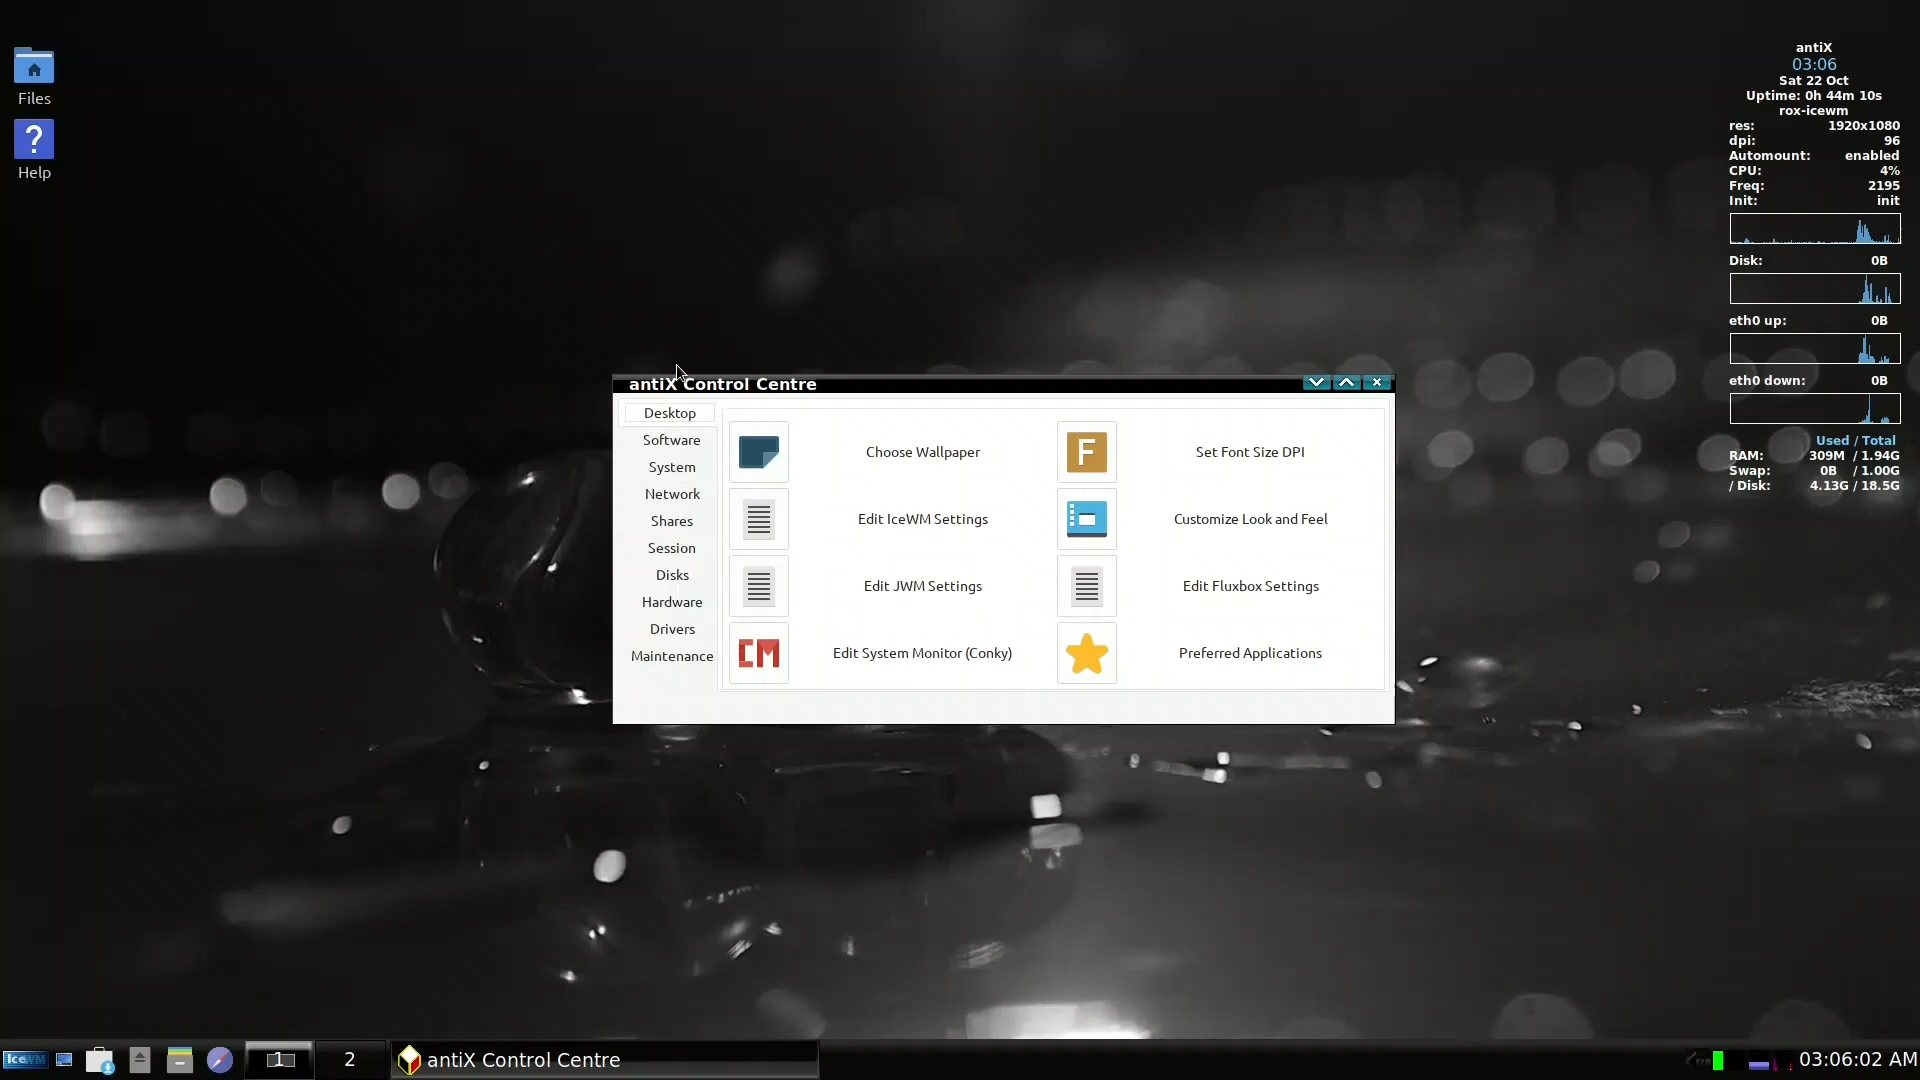 Files
Help
antiX
03:06
Sat 22 Oct
Uptime: 0h 44m 10s
rox-icewm
res: 1920x1080
dpi: 96
Automount: enabled
CPU: 4%
Freq: 2195
Init: init
Disk: 0B
eth0 up: 0B
eth0 down: 0B
Used / Total
RAM: 309M / 1.94G
Swap: 0B / 1.00G
/ Disk: 4.13G / 18.5G
antiX Control Centre
Desktop
Software
System
Network
Shares
Session
Disks
Hardware
Drivers
Maintenance
Choose Wallpaper
Set Font Size DPI
Edit IceWM Settings
Customize Look and Feel
Edit JWM Settings
Edit Fluxbox Settings
CM
Edit System Monitor (Conky)
Preferred Applications
F
?
IceWM
1
2
antiX Control Centre
03:06:02 AM